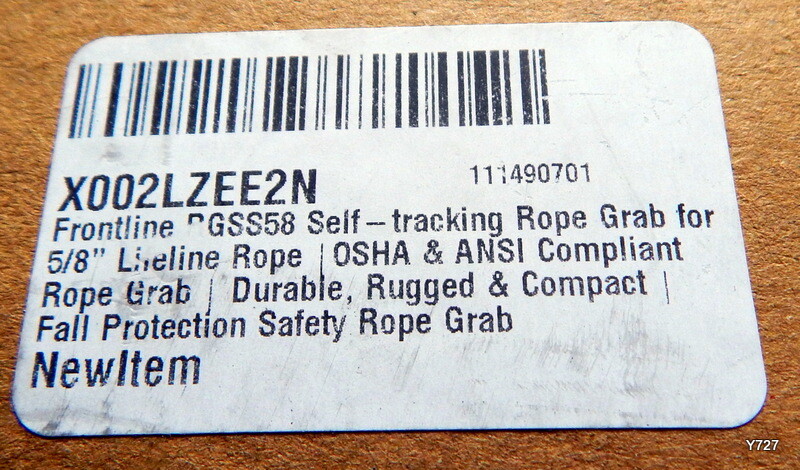 X002LZEE2N
111490701
Frontline RGSS58 Self-tracking Rope Grab for
5/8" Lifeline Rope | OSHA & ANSI Compliant
Rope Grab | Durable, Rugged & Compact |
Fall Protection Safety Rope Grab
NewItem
Y727